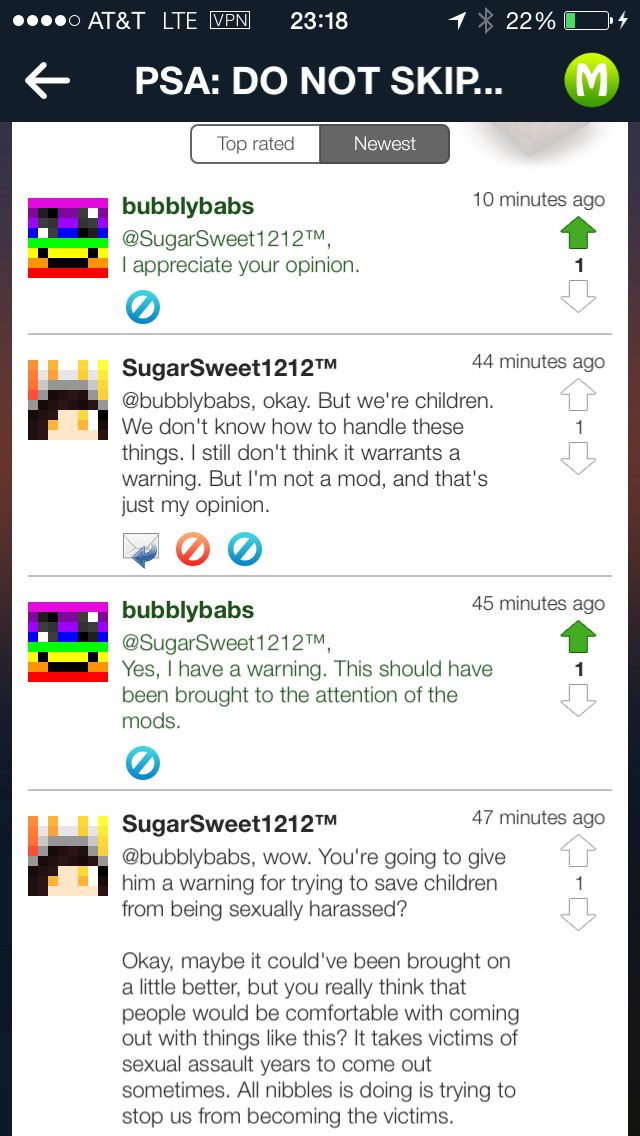 AT&T LTE VPN 23:18 22%
PSA: DO NOT SKIP... M
Top rated Newest
bubblybabs 10 minutes ago
@SugarSweet1212™,
I appreciate your opinion.
1
SugarSweet1212™ 44 minutes ago
@bubblybabs, okay. But we're children.
We don't know how to handle these
things. I still don't think it warrants a
warning. But I'm not a mod, and that's
just my opinion.
1
bubblybabs 45 minutes ago
@SugarSweet1212™,
Yes, I have a warning. This should have
been brought to the attention of the
mods.
1
SugarSweet1212™ 47 minutes ago
@bubblybabs, wow. You're going to give
him a warning for trying to save children
from being sexually harassed?
1
Okay, maybe it could've been brought on
a little better, but you really think that
people would be comfortable with coming
out with things like this? It takes victims of
sexual assault years to come out
sometimes. All nibbles is doing is trying to
stop us from becoming the victims.